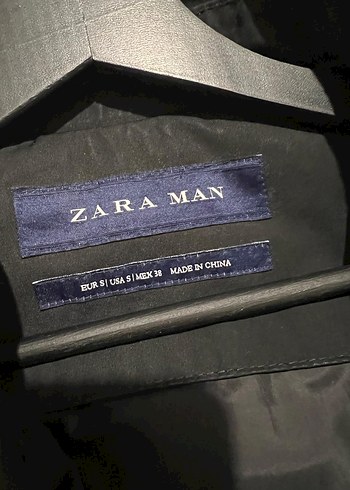 ZARA MAN
EUR S | USA S | MEX 38 MADE IN CHINA